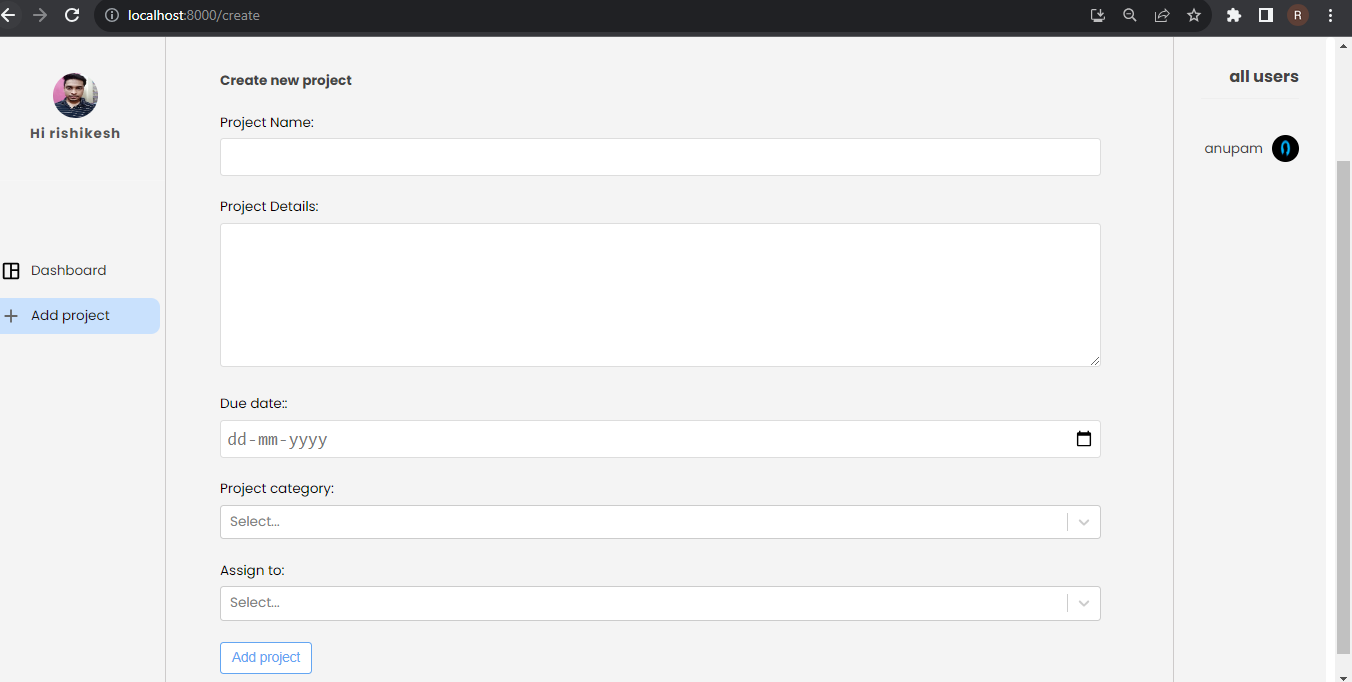 localhost:8000/create
R
Hi rishikesh
Dashboard
Add project
Create new project
Project Name:
Project Details:
Due date::
dd-mm-yyyy
Project category:
Select...
Assign to:
Select...
Add project
all users
anupam